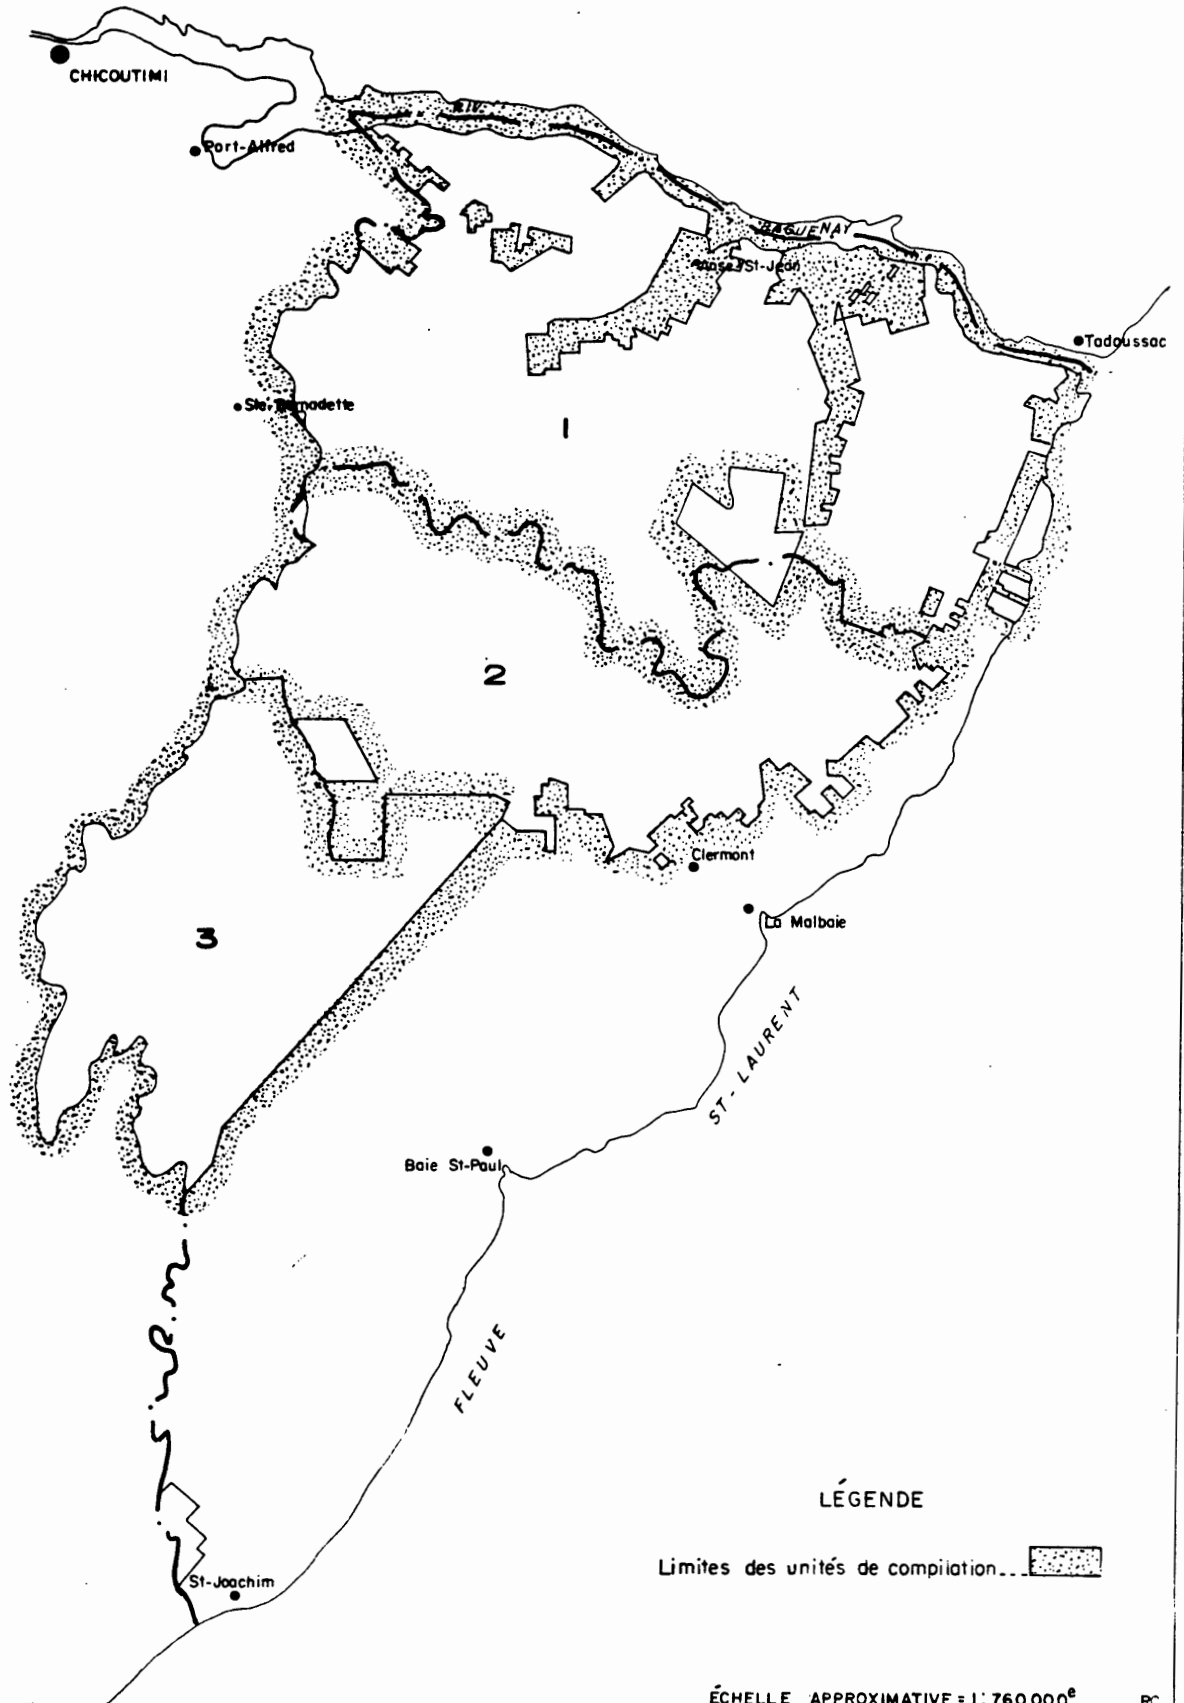 CHICOUTIMI
RIV.
Port-Alfred
SAGUENAY
Anse St-Jean
Tadoussac
Ste. Bernadette
1
2
Clermont
La Malbaie
3
ST-LAURENT
Baie St-Paul
FLEUVE
LÉGENDE
Limites des unités de compilation...
St-Joachim
ÉCHELLE APPROXIMATIVE = 1:760,000e